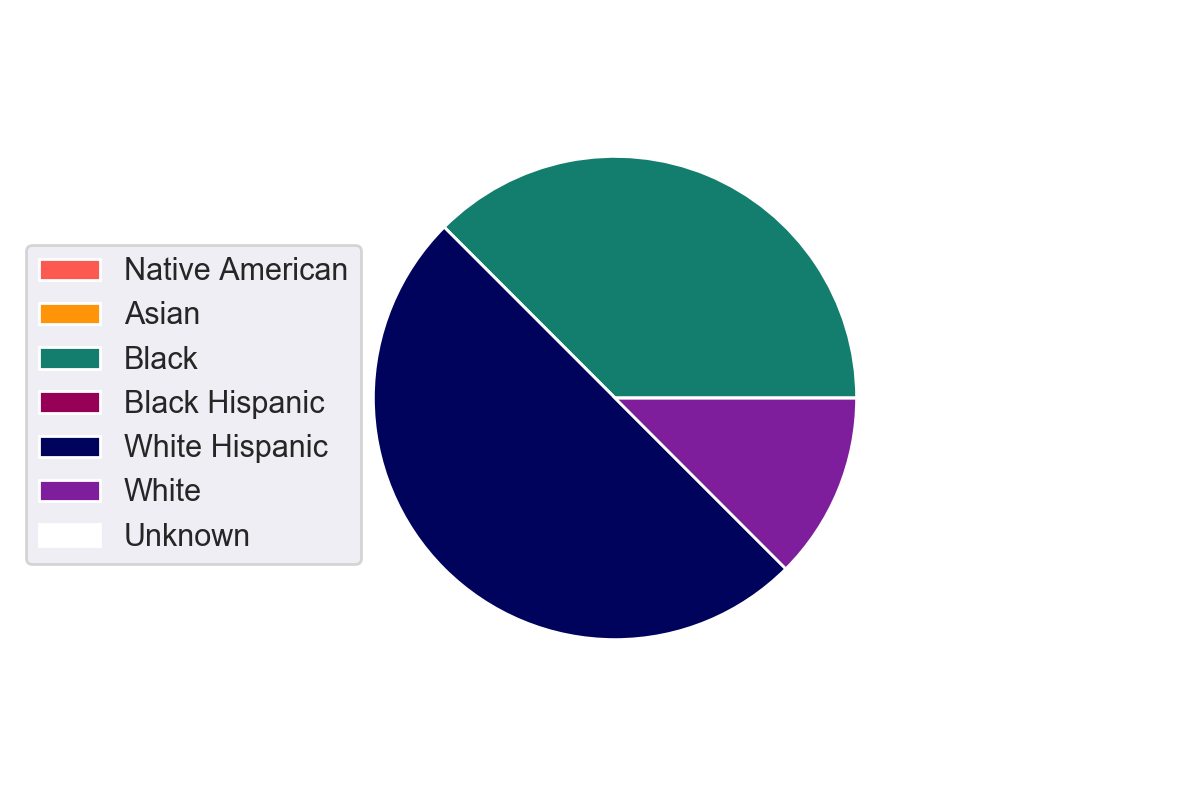 Native American
Asian
Black
Black Hispanic
White Hispanic
White
Unknown